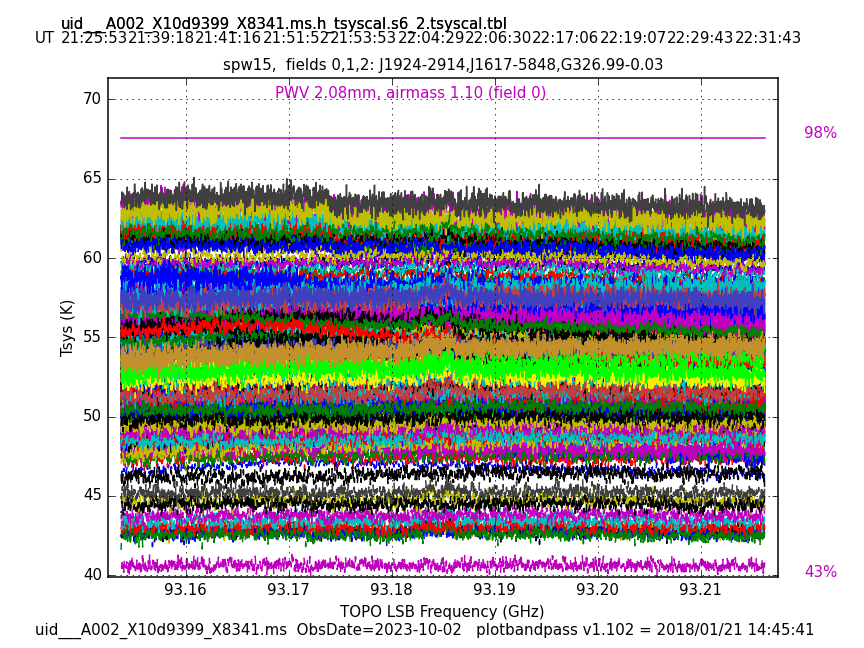 uid___A002_X10d9399_X8341.ms.h_tsyscal.s6_2.tsyscal.tbl
UT 21:25:53 21:39:18 21:41:16 21:51:52 21:53:53 22:04:29 22:06:30 22:17:06 22:19:07 22:29:43 22:31:43
spw15, fields 0,1,2: J1924-2914,J1617-5848,G326.99-0.03
PWV 2.08mm, airmass 1.10 (field 0)
98%
43%
70
65
60
55
50
45
40
Tsys (K)
93.16 93.17 93.18 93.19 93.20 93.21
TOPO LSB Frequency (GHz)
uid___A002_X10d9399_X8341.ms ObsDate=2023-10-02 plotbandpass v1.102 = 2018/01/21 14:45:41